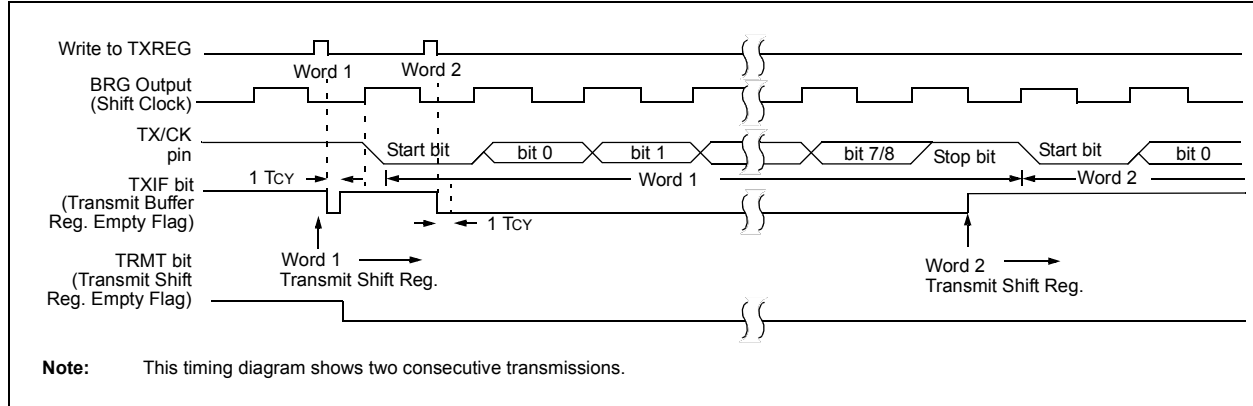 Write to TXREG
Word 1
Word 2
BRG Output
(Shift Clock)
TX/CK
pin
Start bit
bit 0
bit 1
bit 7/8
Stop bit
Start bit
bit 0
1 TCY
Word 1
Word 2
TXIF bit
(Transmit Buffer
Reg. Empty Flag)
1 TCY
Word 1
Transmit Shift Reg.
Word 2
Transmit Shift Reg.
TRMT bit
(Transmit Shift
Reg. Empty Flag)
Note: This timing diagram shows two consecutive transmissions.